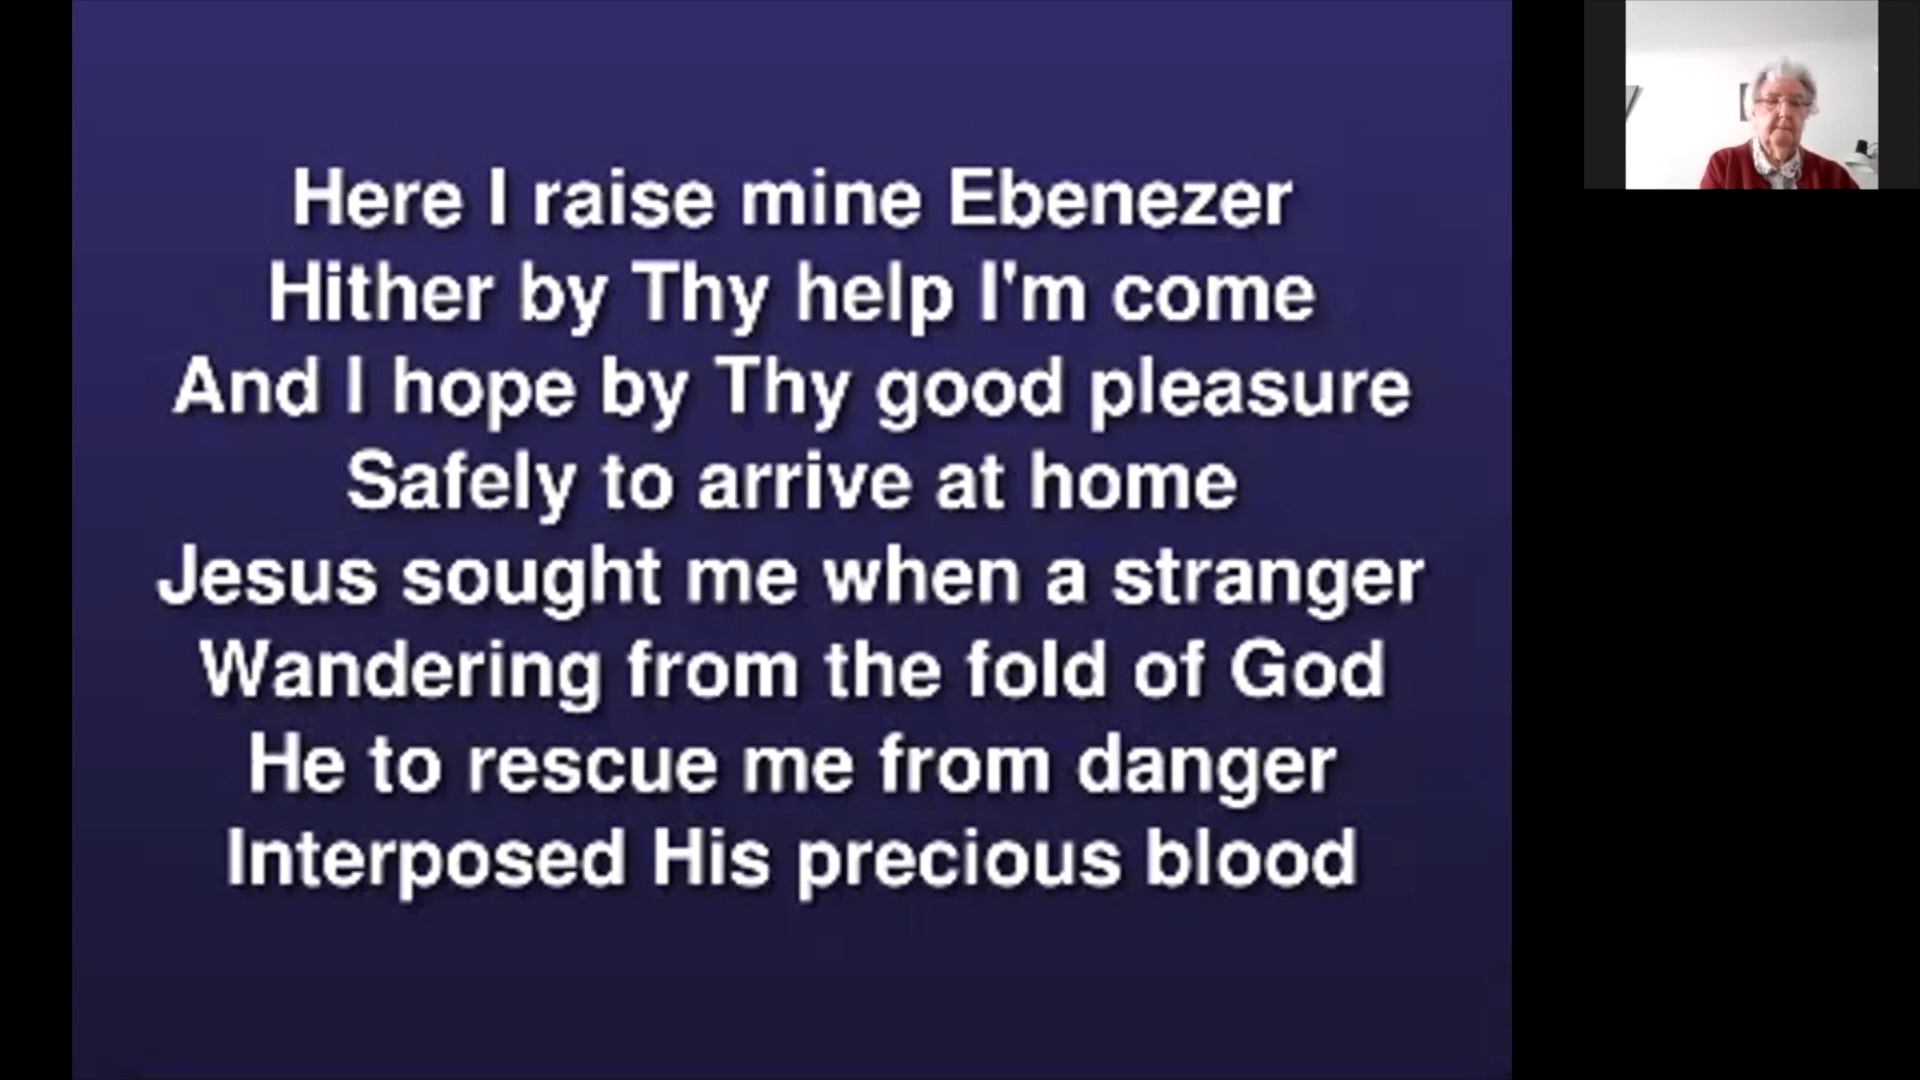 Here I raise mine Ebenezer
Hither by Thy help I'm come
And I hope by Thy good pleasure
Safely to arrive at home
Jesus sought me when a stranger
Wandering from the fold of God
He to rescue me from danger
Interposed His precious blood